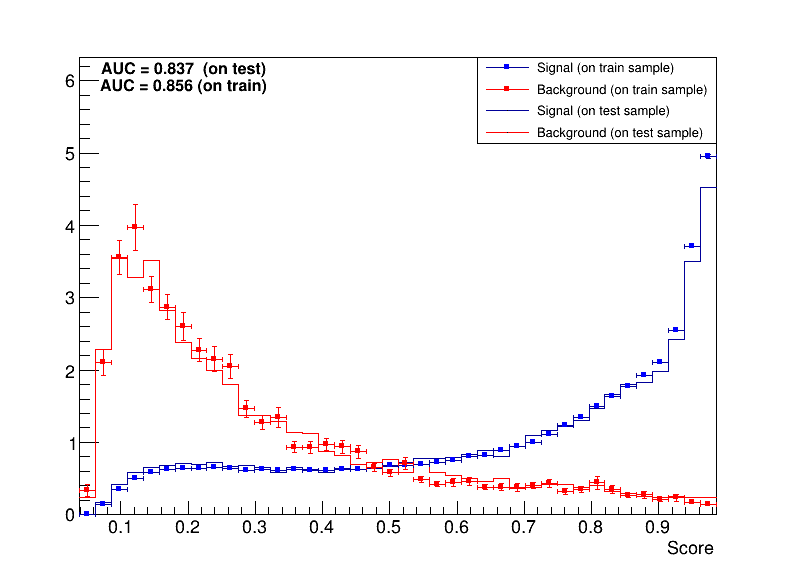 AUC = 0.837 (on test)
AUC = 0.856 (on train)
Signal (on train sample)
Background (on train sample)
Signal (on test sample)
Background (on test sample)
6
5
4
3
2
1
0
0.1 0.2 0.3 0.4 0.5 0.6 0.7 0.8 0.9
Score